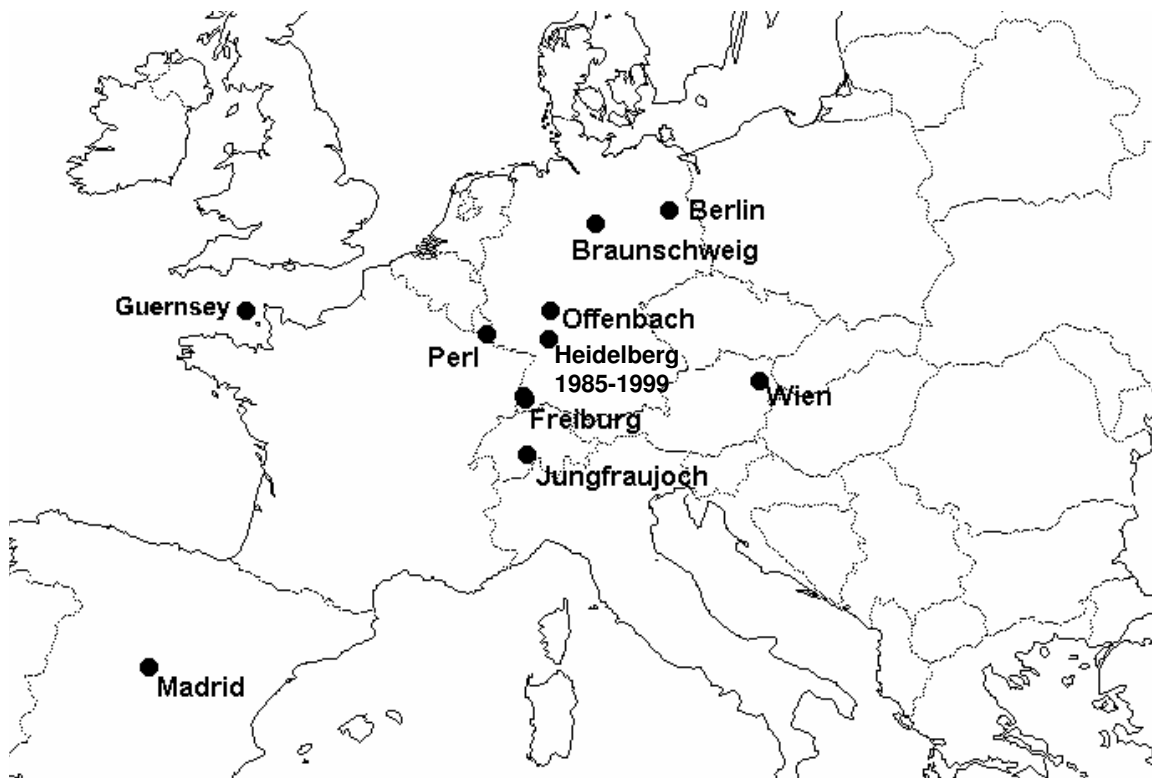 Berlin
Braunschweig
Guernsey
Offenbach
Perl
Heidelberg
1985-1999
Wien
Freiburg
Jungfraujoch
Madrid